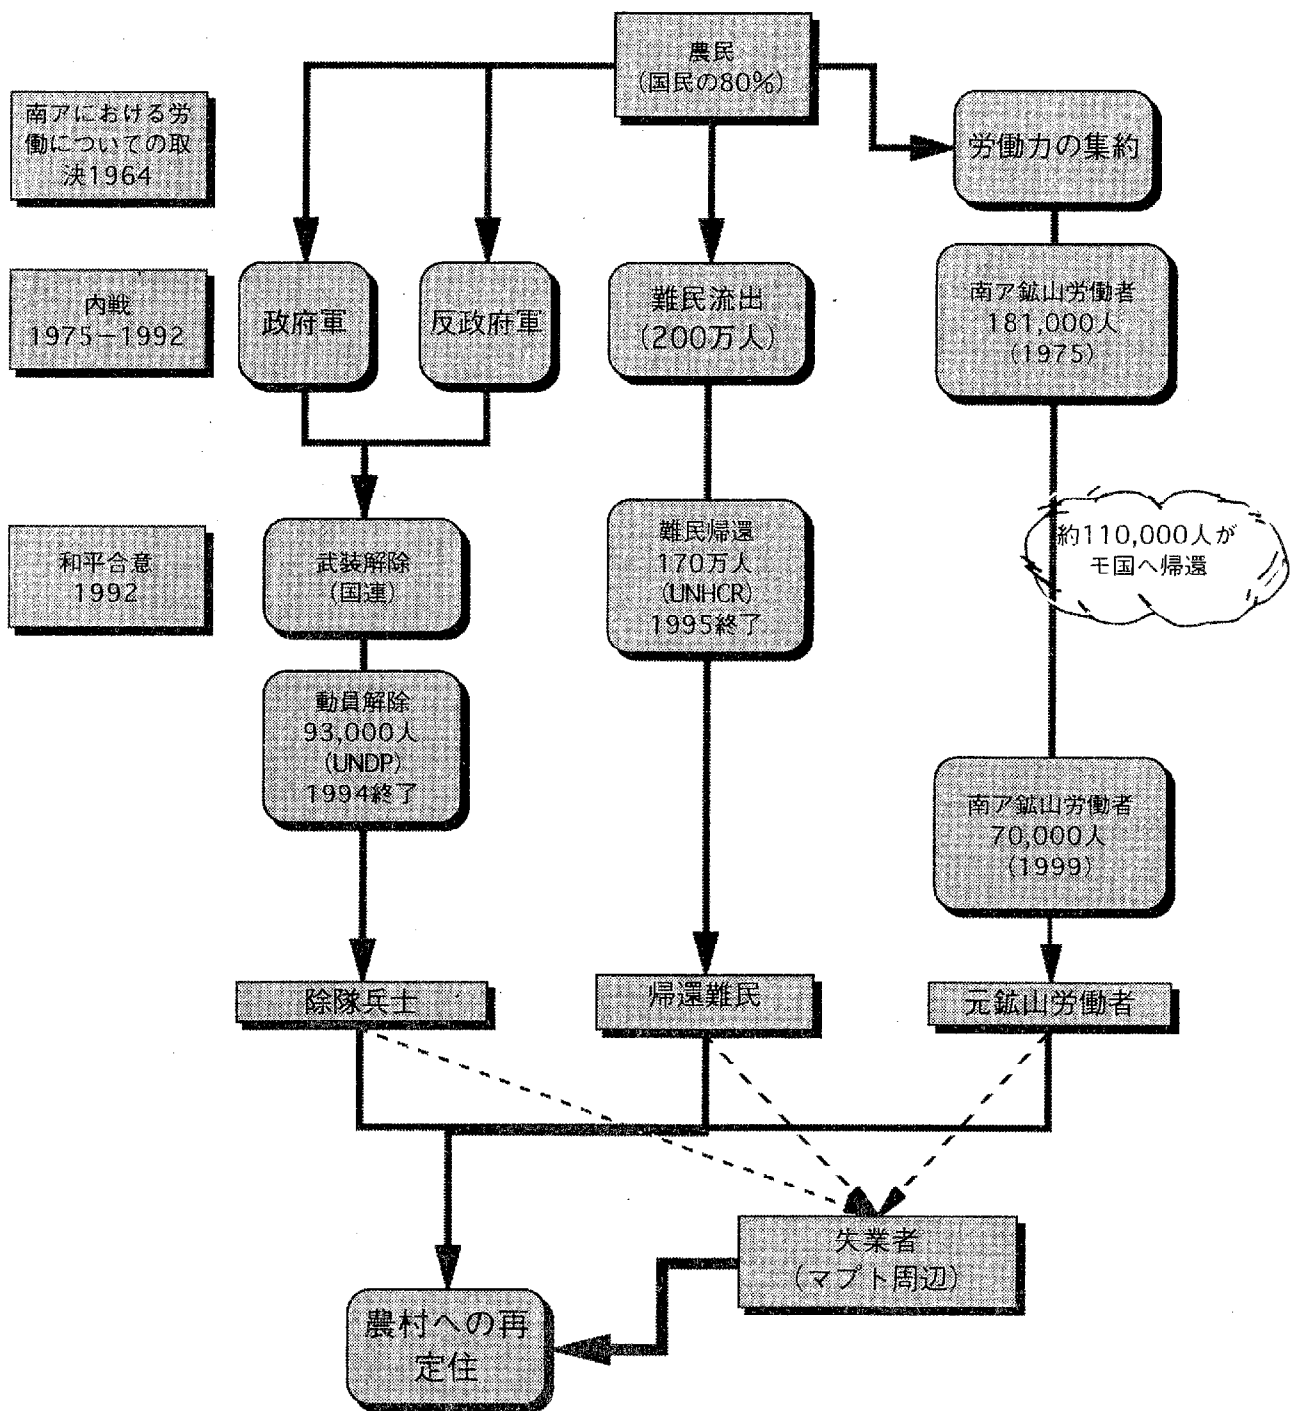 農民
(国民の80%)
南アにおける労
働についての取
決1964
労働力の集約
内戦
1975－1992
政府軍
反政府軍
難民流出
(200万人)
南ア鉱山労働者
181,000人
(1975)
和平合意
1992
武装解除
(国連)
難民帰還
170万人
(UNHCR)
1995終了
約110,000人が
モ国へ帰還
動員解除
93,000人
(UNDP)
1994終了
南ア鉱山労働者
70,000人
(1999)
除隊兵士
帰還難民
元鉱山労働者
失業者
(マプト周辺)
農村への再
定住